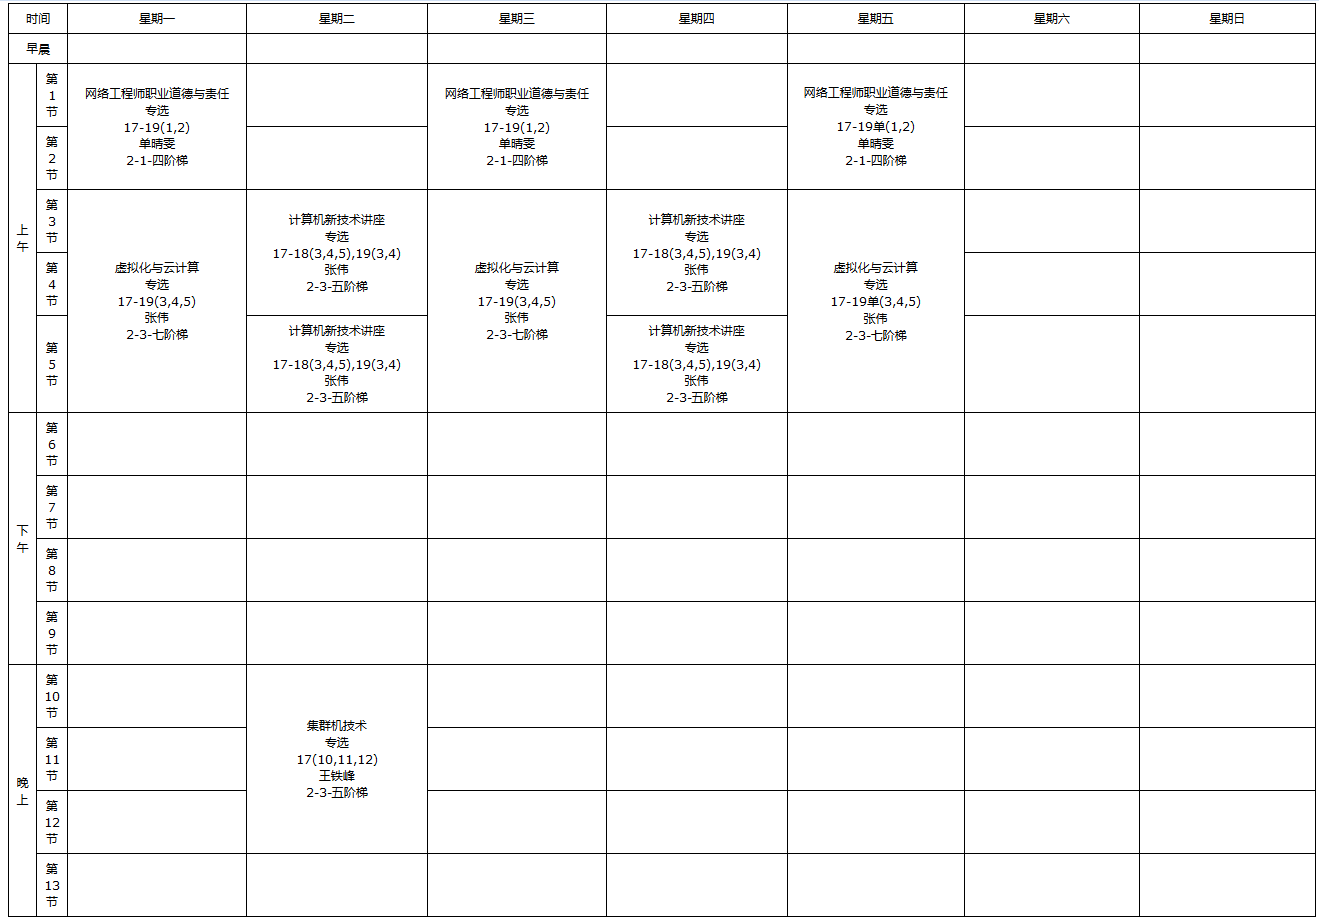 时间 星期一 星期二 星期三 星期四 星期五 星期六 星期日
早晨
上午
第1节
网络工程师职业道德与责任
专选
17-19(1,2)
单晴雯
2-1-四阶梯
网络工程师职业道德与责任
专选
17-19(1,2)
单晴雯
2-1-四阶梯
网络工程师职业道德与责任
专选
17-19单(1,2)
单晴雯
2-1-四阶梯
第2节
第3节
虚拟化与云计算
专选
17-19(3,4,5)
张伟
2-3-七阶梯
计算机新技术讲座
专选
17-18(3,4,5),19(3,4)
张伟
2-3-五阶梯
虚拟化与云计算
专选
17-19(3,4,5)
张伟
2-3-七阶梯
计算机新技术讲座
专选
17-18(3,4,5),19(3,4)
张伟
2-3-五阶梯
虚拟化与云计算
专选
17-19单(3,4,5)
张伟
2-3-七阶梯
第4节
第5节
计算机新技术讲座
专选
17-18(3,4,5),19(3,4)
张伟
2-3-五阶梯
计算机新技术讲座
专选
17-18(3,4,5),19(3,4)
张伟
2-3-五阶梯
下午
第6节
第7节
第8节
第9节
晚上
第10节
集群机技术
专选
17(10,11,12)
王铁峰
2-3-五阶梯
第11节
第12节
第13节